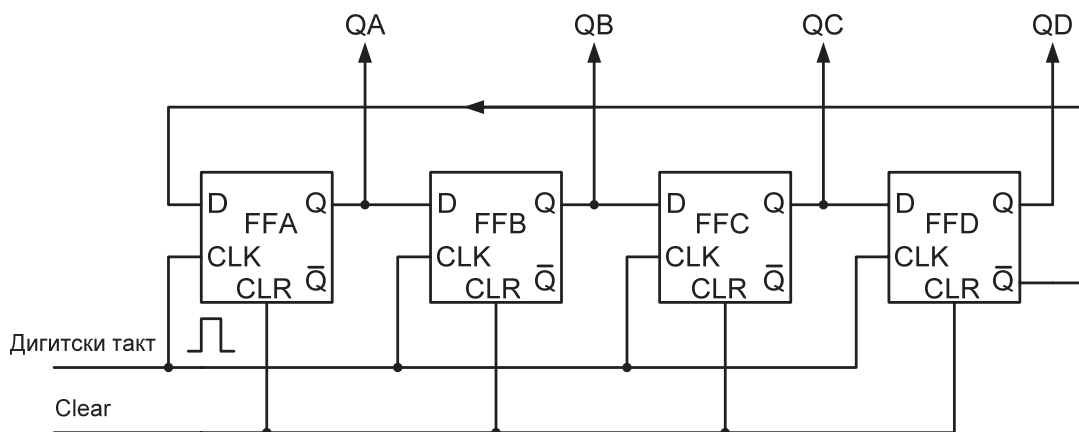 QA QB QC QD
D Q D Q D Q D Q
FFA FFB FFC FFD
CLK CLK CLK CLK
CLR Q̅ CLR Q̅ CLR Q̅ CLR Q̅
Дигитски такт
Clear